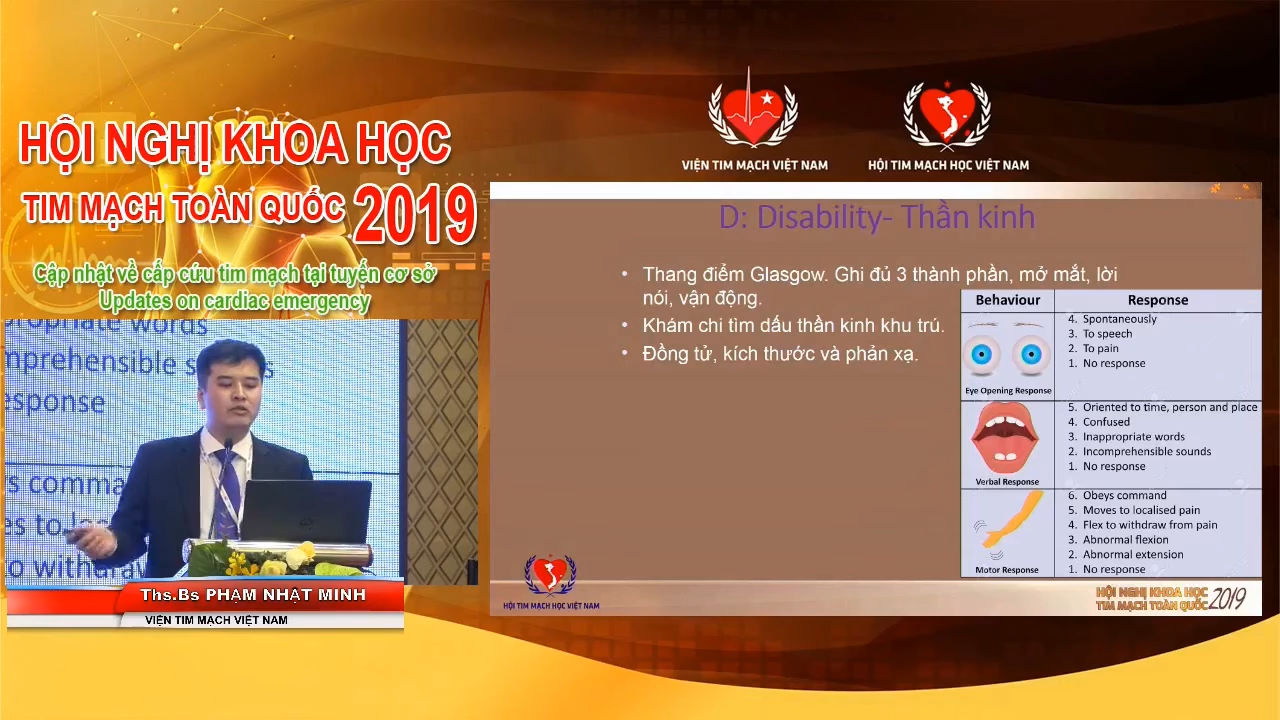 HỘI NGHỊ KHOA HỌC
TIM MẠCH TOÀN QUỐC 2019
Cập nhật về cấp cứu tim mạch tại tuyến cơ sở
Updates on cardiac emergency
VIỆN TIM MẠCH VIỆT NAM
HỘI TIM MẠCH HỌC VIỆT NAM
D: Disability- Thần kinh
• Thang điểm Glasgow. Ghi đủ 3 thành phần, mở mắt, lời
nói, vận động.
• Khám chi tìm dấu thần kinh khu trú.
• Đồng tử, kích thước và phản xạ.
Behaviour Response
4. Spontaneously
3. To speech
2. To pain
1. No response
Eye Opening Response
5. Oriented to time, person and place
4. Confused
3. Inappropriate words
2. Incomprehensible sounds
1. No response
Verbal Response
6. Obeys command
5. Moves to localised pain
4. Flex to withdraw from pain
3. Abnormal flexion
2. Abnormal extension
1. No response
Motor Response
HỘI TIM MẠCH HỌC VIỆT NAM
HỘI NGHỊ KHOA HỌC
TIM MẠCH TOÀN QUỐC 2019
words
esponse
Ths.Bs PHẠM NHẬT MINH
VIỆN TIM MẠCH VIỆT NAM